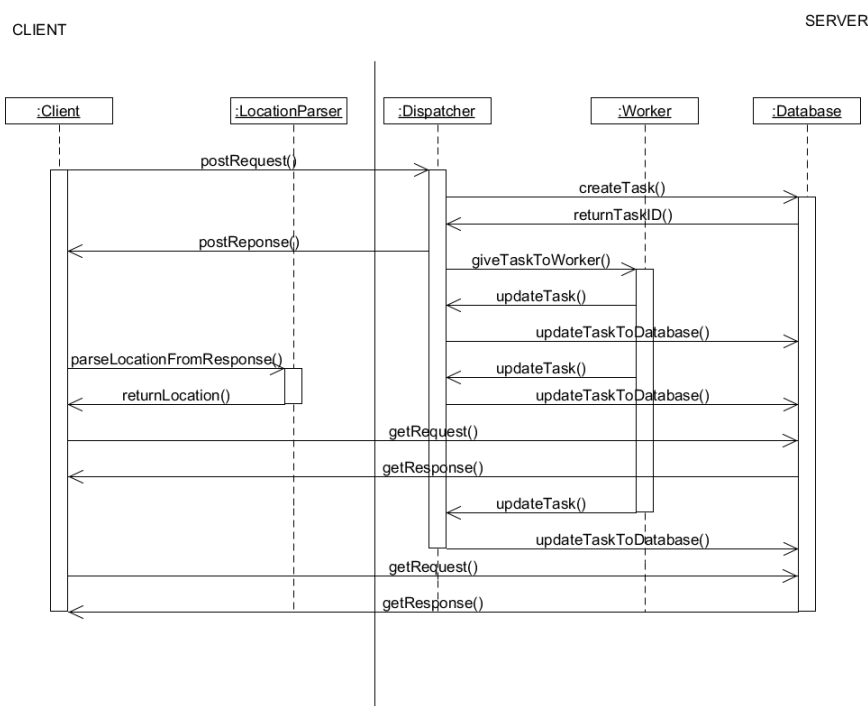 CLIENT
SERVER
:Client
:LocationParser
:Dispatcher
:Worker
:Database
postRequest()
createTask()
returnTaskID()
postReponse()
giveTaskToWorker()
updateTask()
updateTaskToDatabase()
parseLocationFromResponse()
updateTask()
returnLocation()
updateTaskToDatabase()
getRequest()
getResponse()
updateTask()
updateTaskToDatabase()
getRequest()
getResponse()